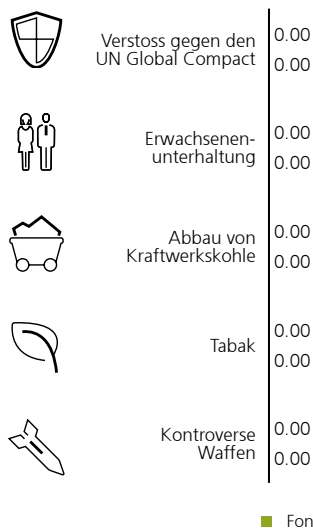 Verstoss gegen den
UN Global Compact
0.00
0.00
Erwachsenen-
unterhaltung
0.00
0.00
Abbau von
Kraftwerkskohle
0.00
0.00
Tabak
0.00
0.00
Kontroverse
Waffen
0.00
0.00
Fon